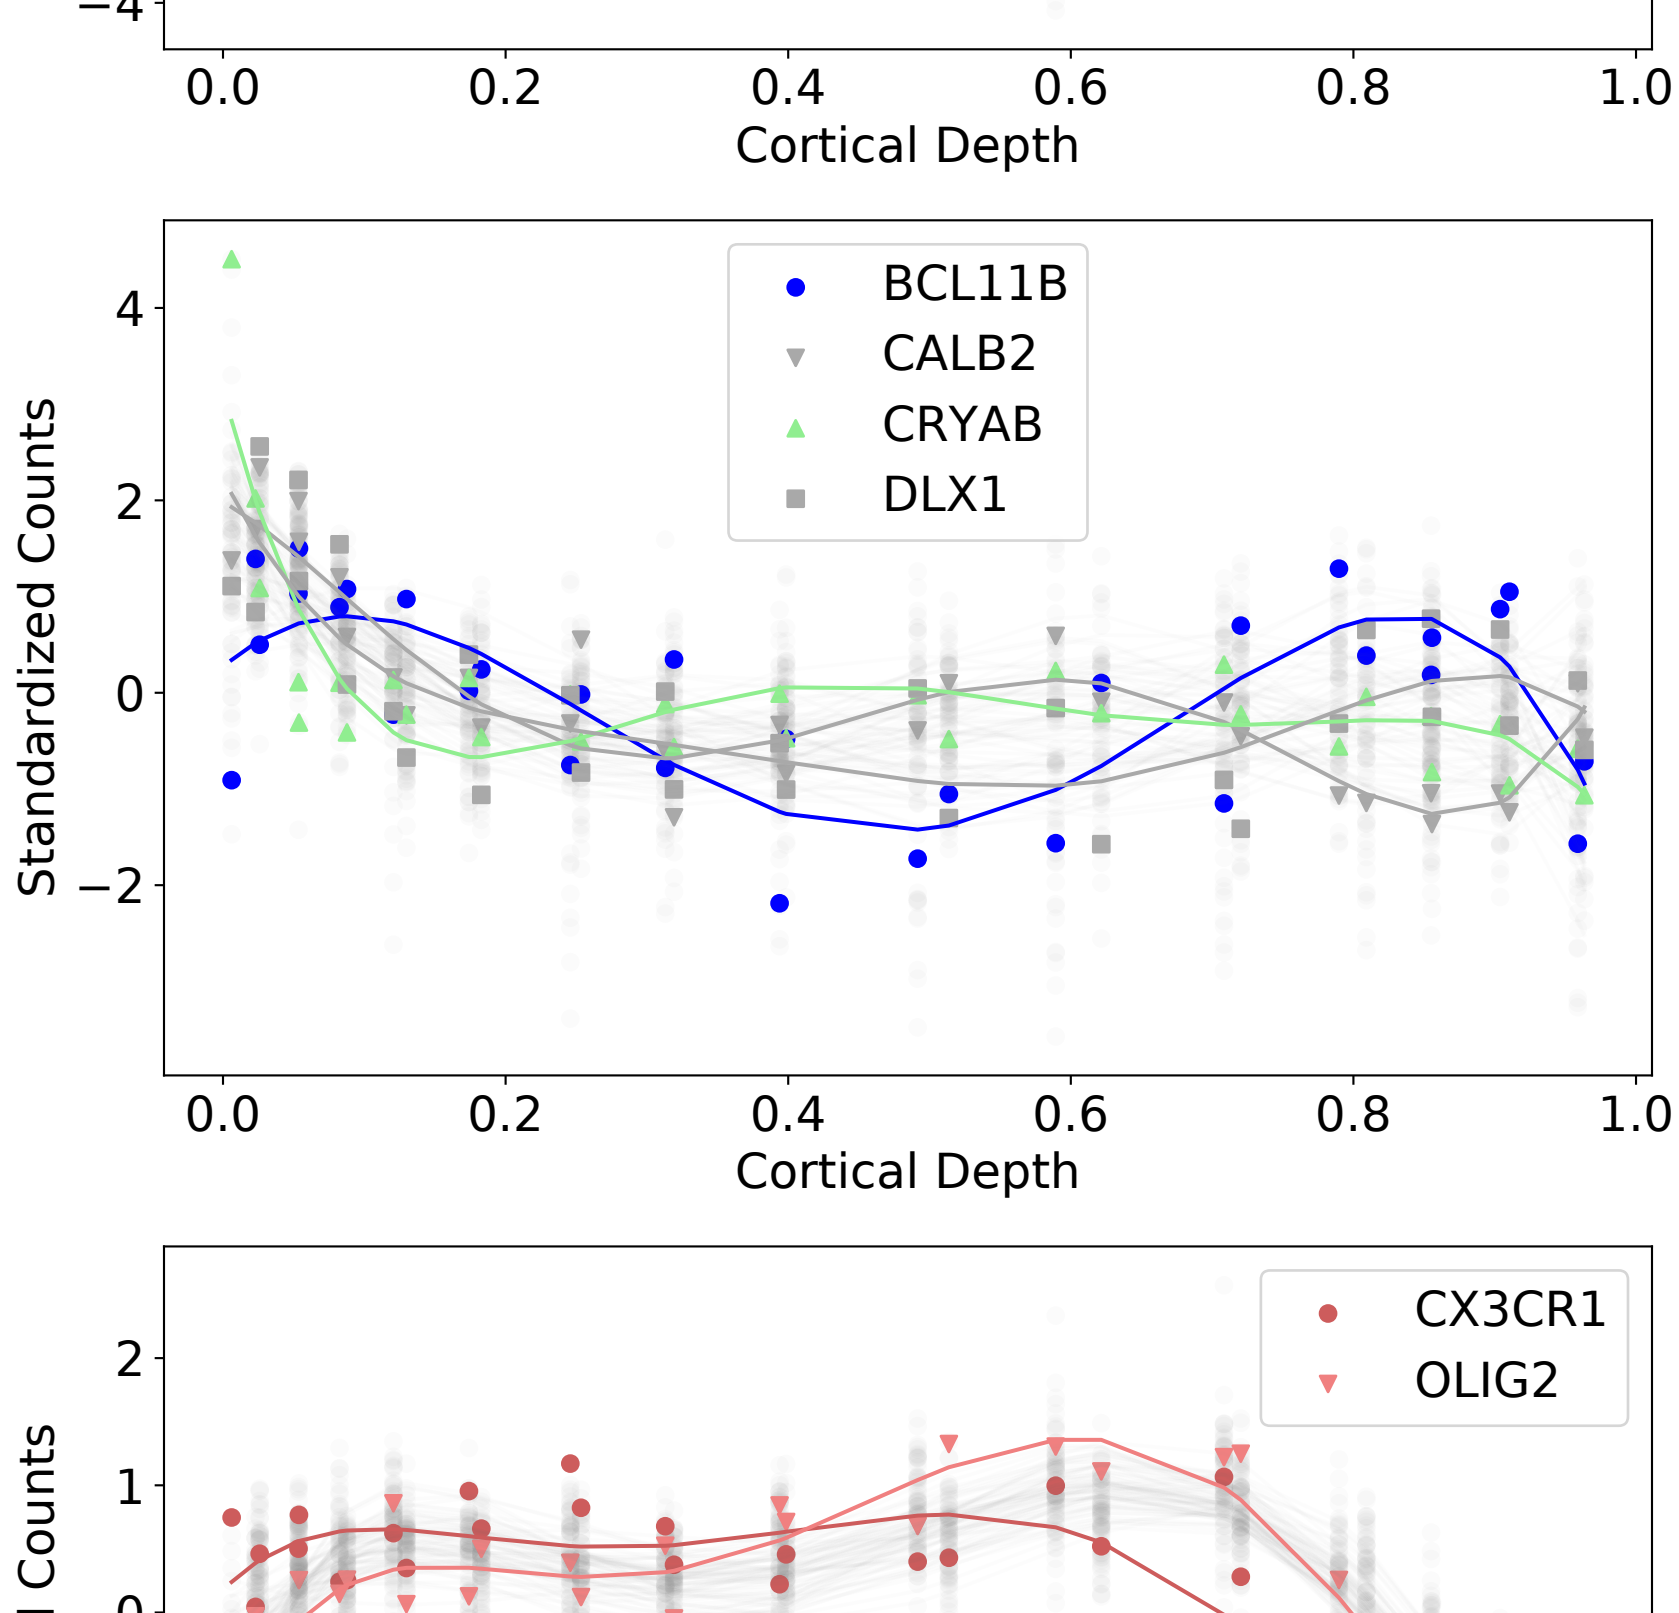 −4
0.0 0.2 0.4 0.6 0.8 1.0
Cortical Depth
BCL11B
CALB2
CRYAB
DLX1
4
2
0
−2
Standardized Counts
0.0 0.2 0.4 0.6 0.8 1.0
Cortical Depth
CX3CR1
OLIG2
2
1
0
Counts